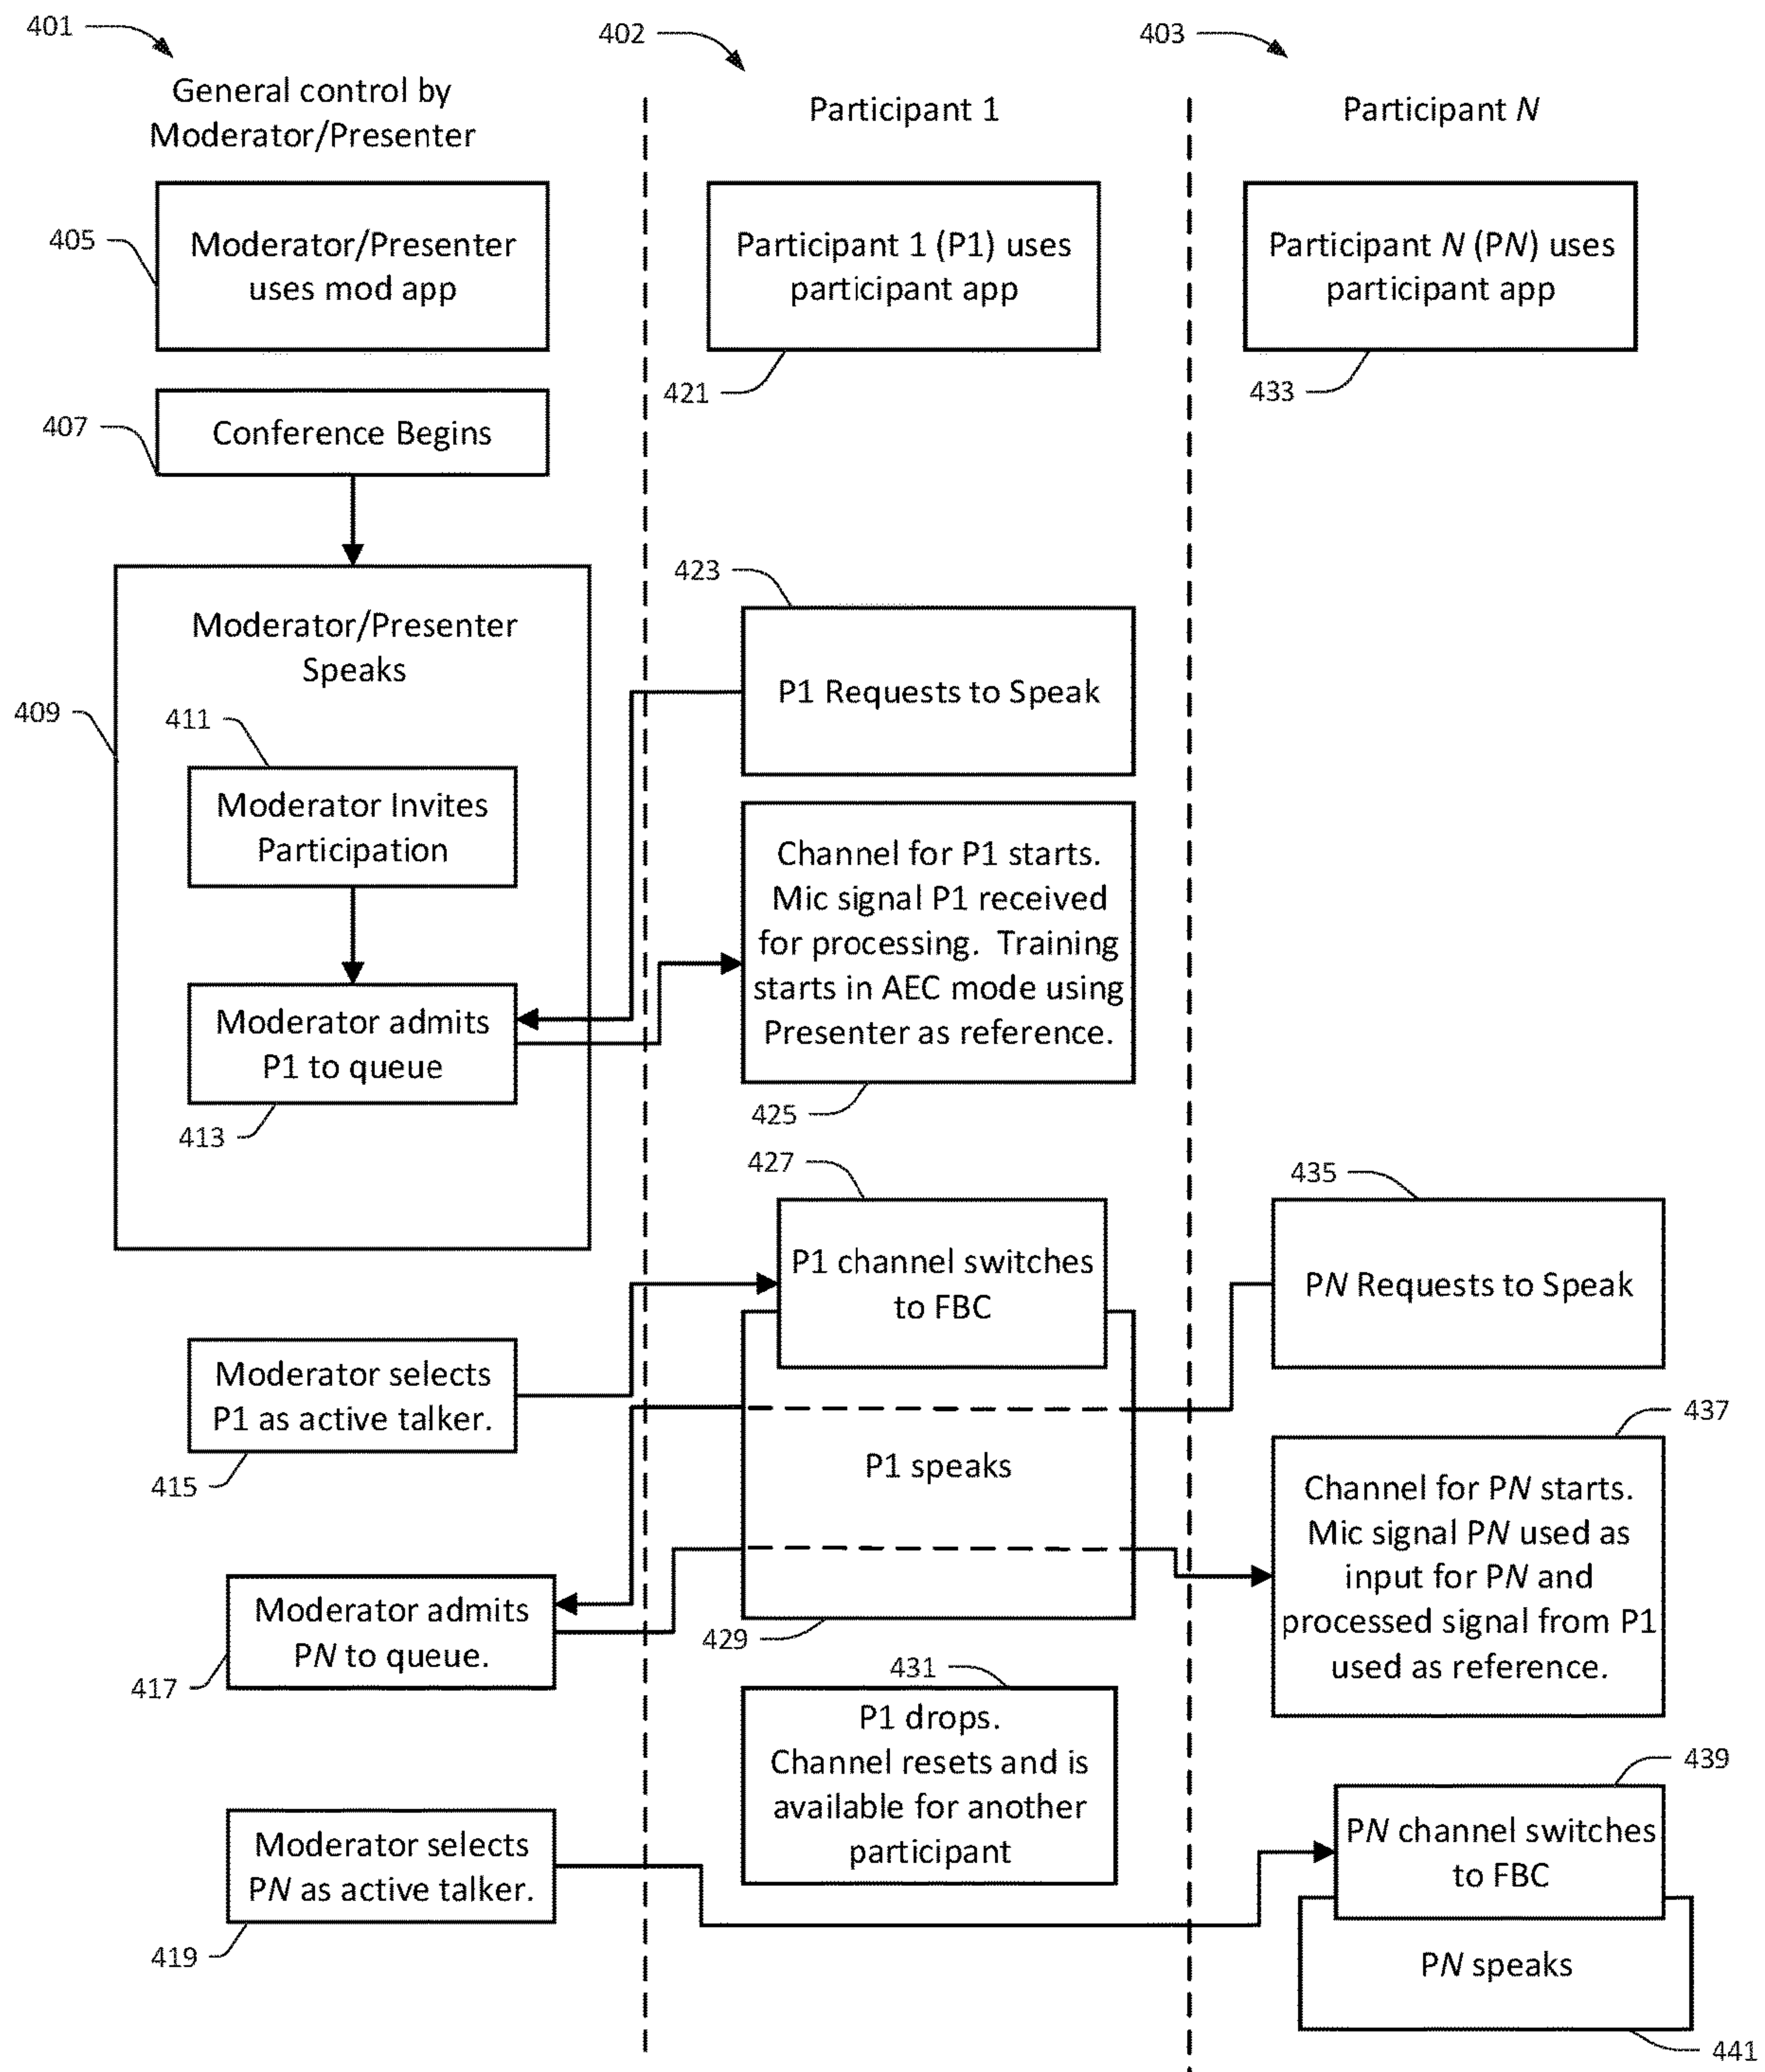 401
402
403
General control by
Moderator/Presenter
Participant 1
Participant N
405
Moderator/Presenter
uses mod app
Participant 1 (P1) uses
participant app
421
Participant N (PN) uses
participant app
433
407
Conference Begins
409
Moderator/Presenter
Speaks
411
Moderator Invites
Participation
Moderator admits
P1 to queue
413
423
P1 Requests to Speak
Channel for P1 starts.
Mic signal P1 received
for processing. Training
starts in AEC mode using
Presenter as reference.
425
427
P1 channel switches
to FBC
435
PN Requests to Speak
Moderator selects
P1 as active talker.
415
P1 speaks
429
437
Channel for PN starts.
Mic signal PN used as
input for PN and
processed signal from P1
used as reference.
Moderator admits
PN to queue.
417
431
P1 drops.
Channel resets and is
available for another
participant
Moderator selects
PN as active talker.
419
439
PN channel switches
to FBC
PN speaks
441